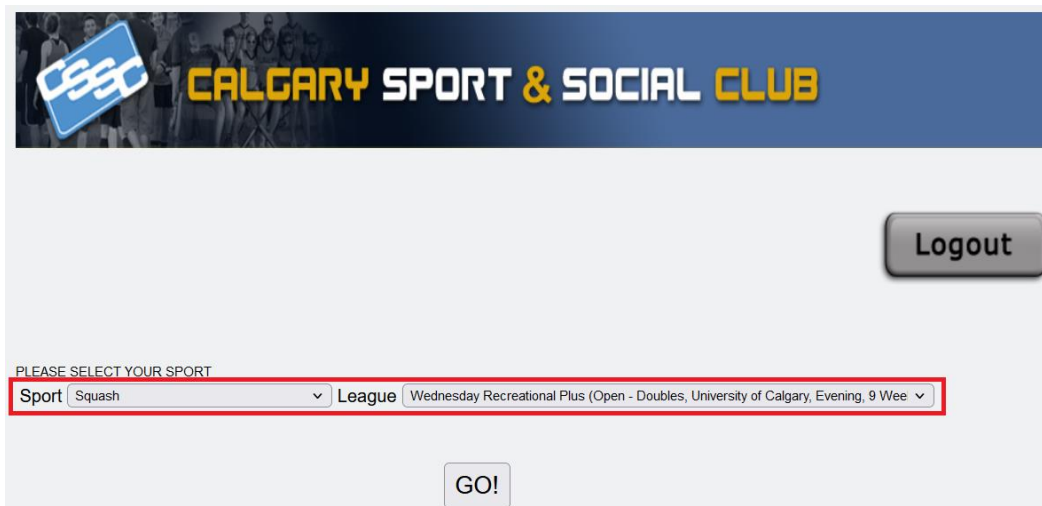 CSSC CALGARY SPORT & SOCIAL CLUB
Logout
PLEASE SELECT YOUR SPORT
Sport Squash League Wednesday Recreational Plus (Open - Doubles, University of Calgary, Evening, 9 Wee
GO!